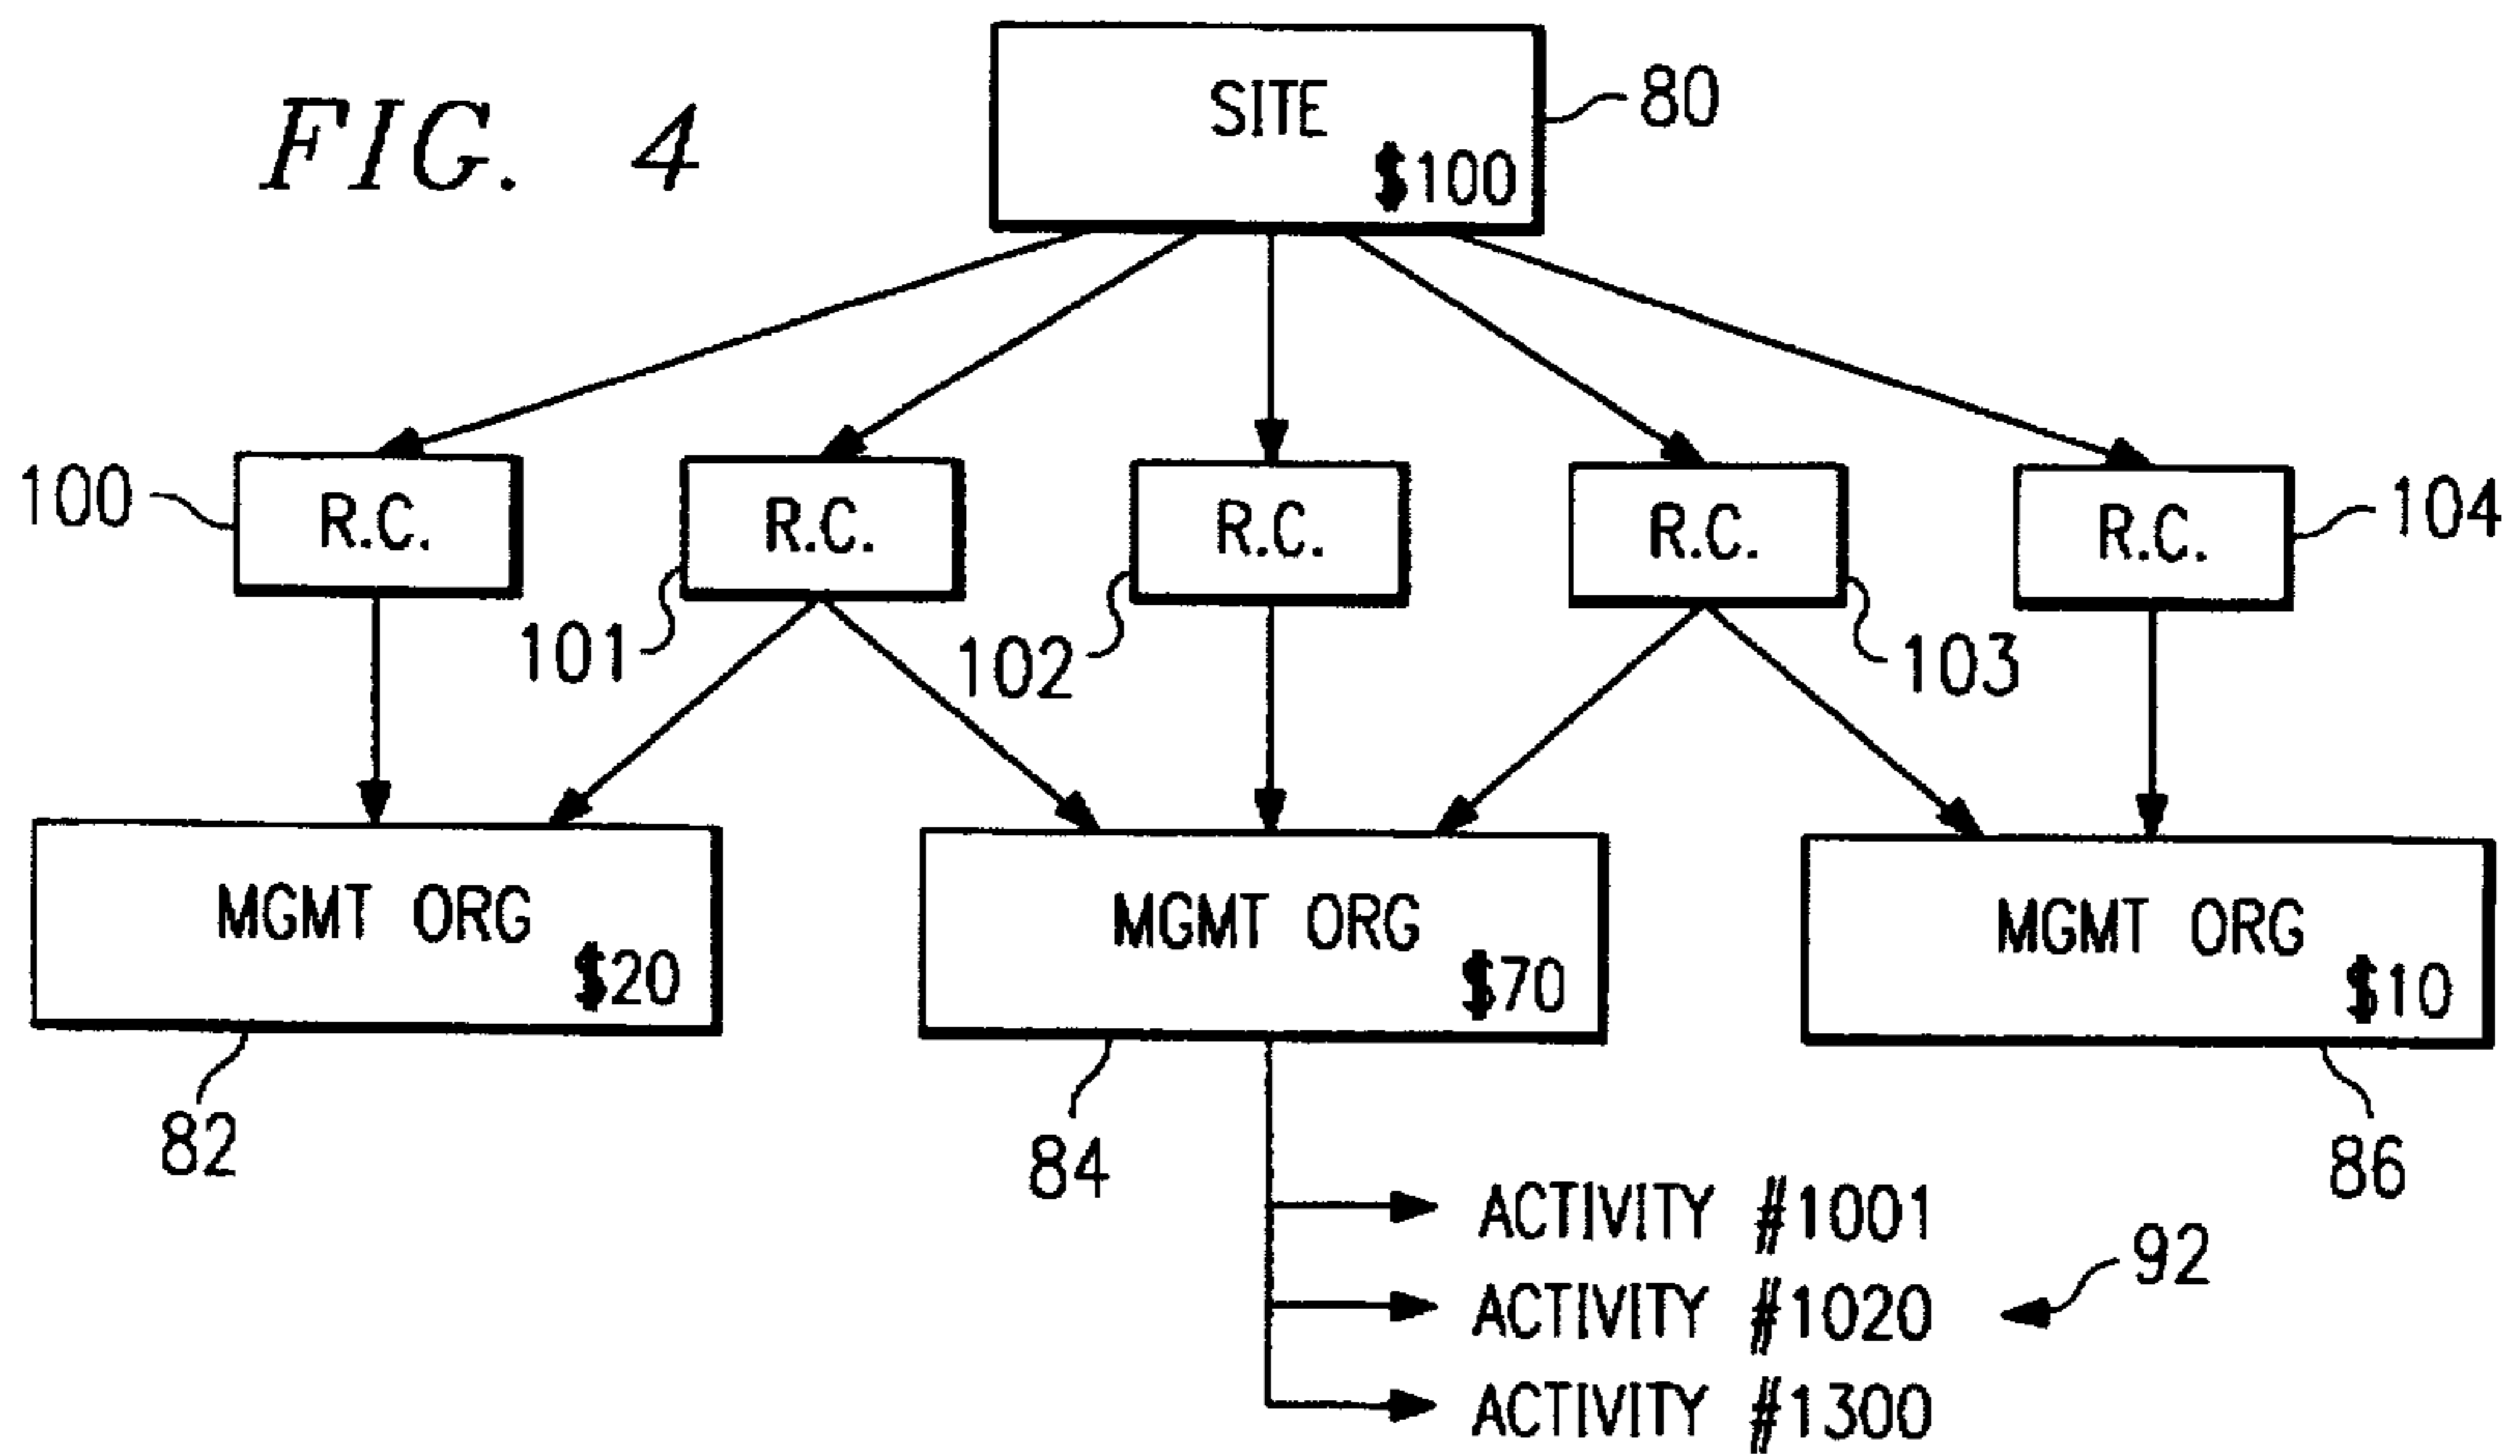 FIG. 4
SITE
$100
80
100
R.C.
R.C.
R.C.
R.C.
R.C.
104
101
102
103
MGMT ORG
$20
MGMT ORG
$70
MGMT ORG
$10
82
84
86
ACTIVITY #1001
92
ACTIVITY #1020
ACTIVITY #1300